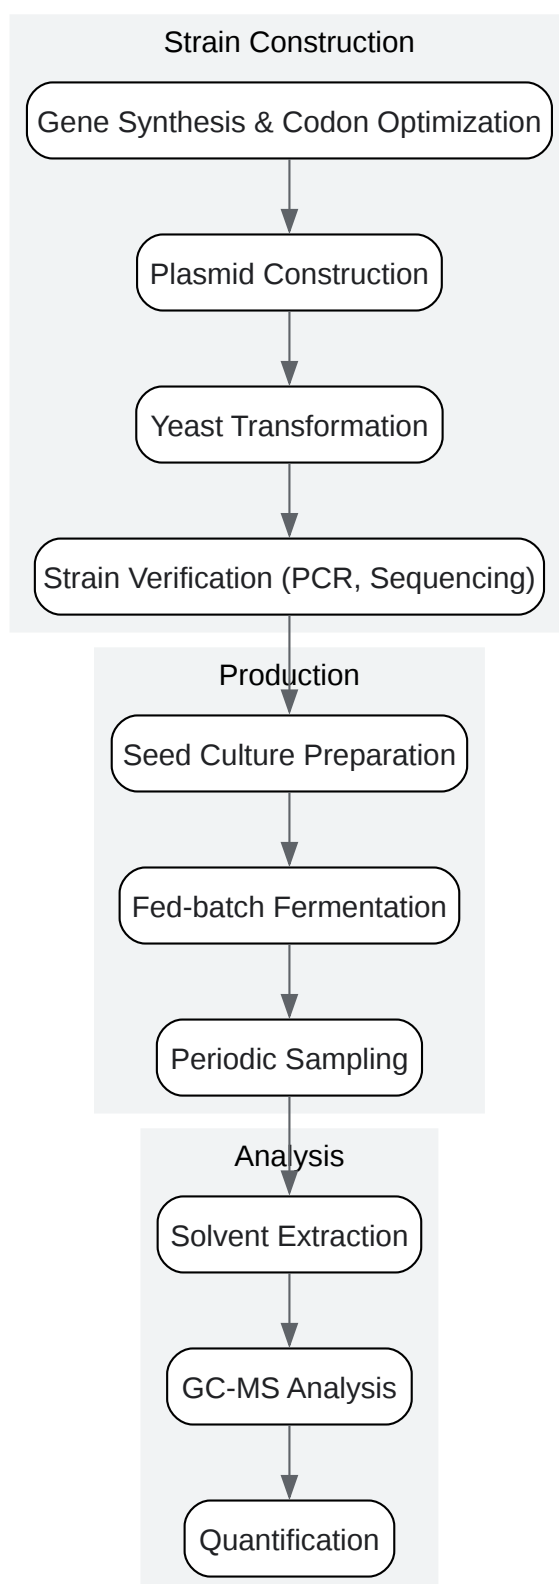 Strain Construction
Gene Synthesis & Codon Optimization
Plasmid Construction
Yeast Transformation
Strain Verification (PCR, Sequencing)
Production
Seed Culture Preparation
Fed-batch Fermentation
Periodic Sampling
Analysis
Solvent Extraction
GC-MS Analysis
Quantification